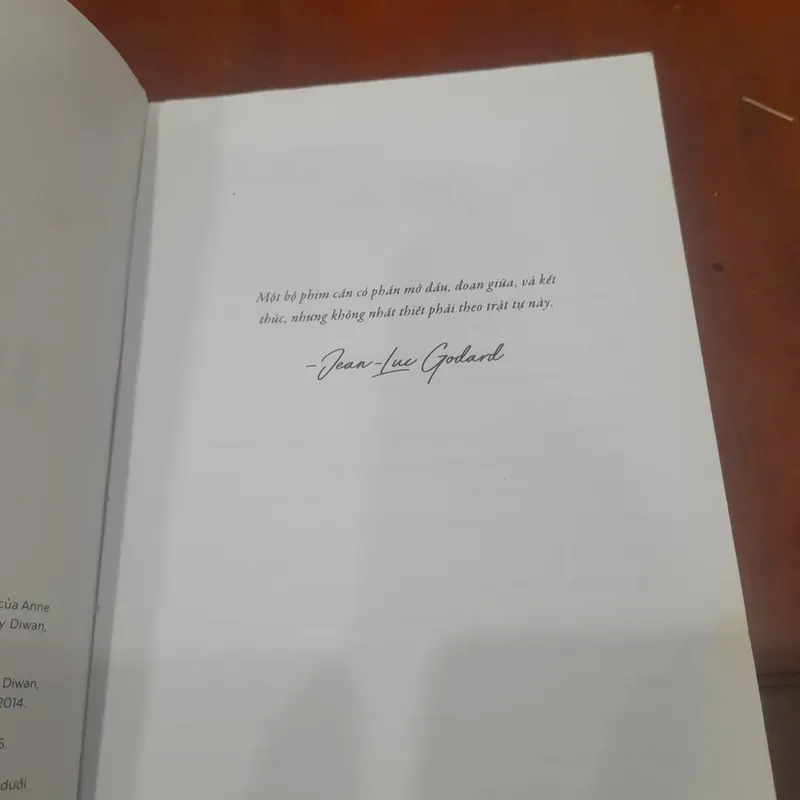 của Anne
y Diwan,
Diwan,
2014.
dưới
Một bộ phim cần có phần mở đầu, đoạn giữa, và kết
thúc, nhưng không nhất thiết phải theo trật tự này.
–Jean-Luc Godard